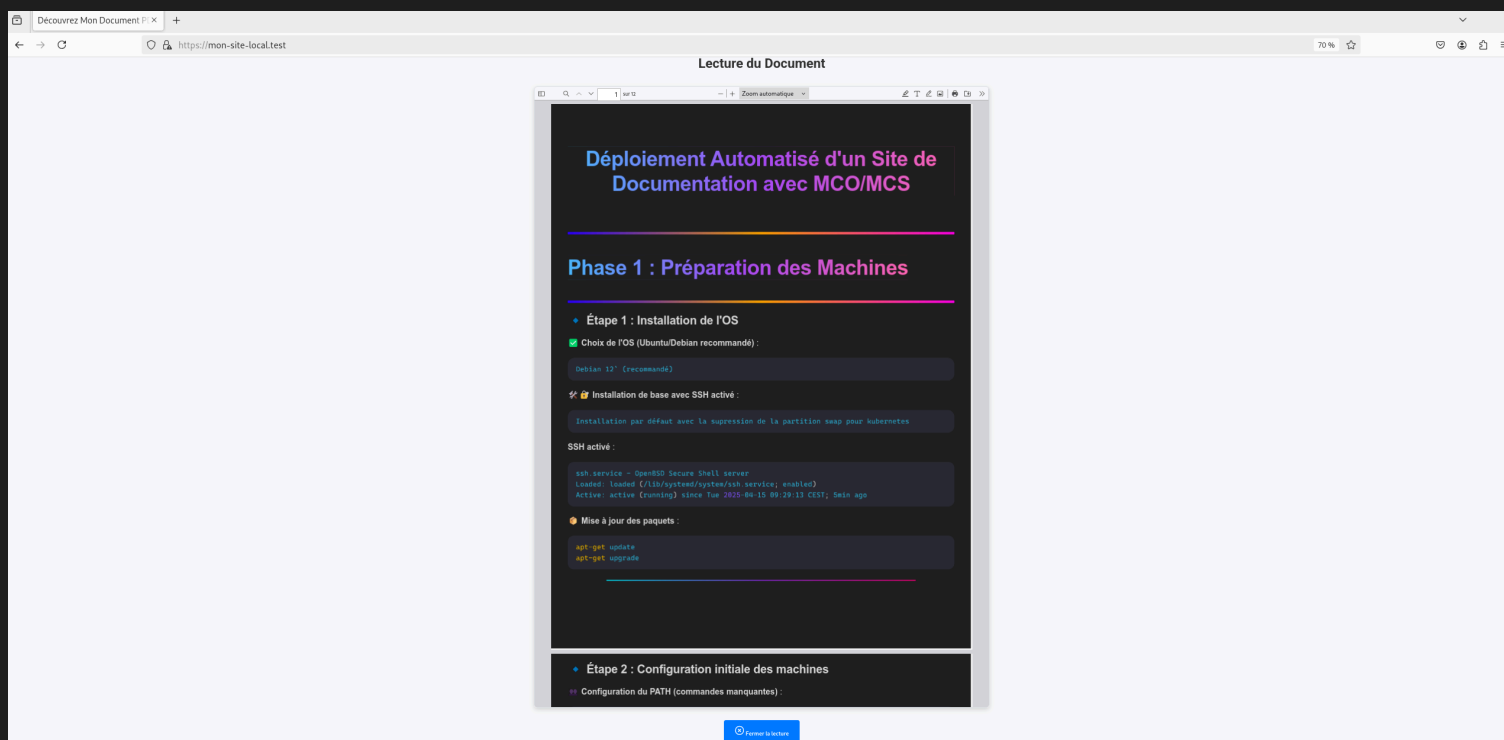 Découvrez Mon Document P
https://mon-site-local.test
70 %
Lecture du Document
1 sur 12
Zoom automatique
Déploiement Automatisé d'un Site de
Documentation avec MCO/MCS
Phase 1 : Préparation des Machines
Étape 1 : Installation de l'OS
Choix de l'OS (Ubuntu/Debian recommandé) :
Debian 12` (recommandé)
Installation de base avec SSH activé :
Installation par défaut avec la supression de la partition swap pour kubernetes
SSH activé :
ssh.service - OpenBSD Secure Shell server
Loaded: loaded (/lib/systemd/system/ssh.service; enabled)
Active: active (running) since Tue 2025-04-15 09:29:13 CEST; 5min ago
Mise à jour des paquets :
apt-get update
apt-get upgrade
Étape 2 : Configuration initiale des machines
Configuration du PATH (commandes manquantes) :
Fermer la lecture